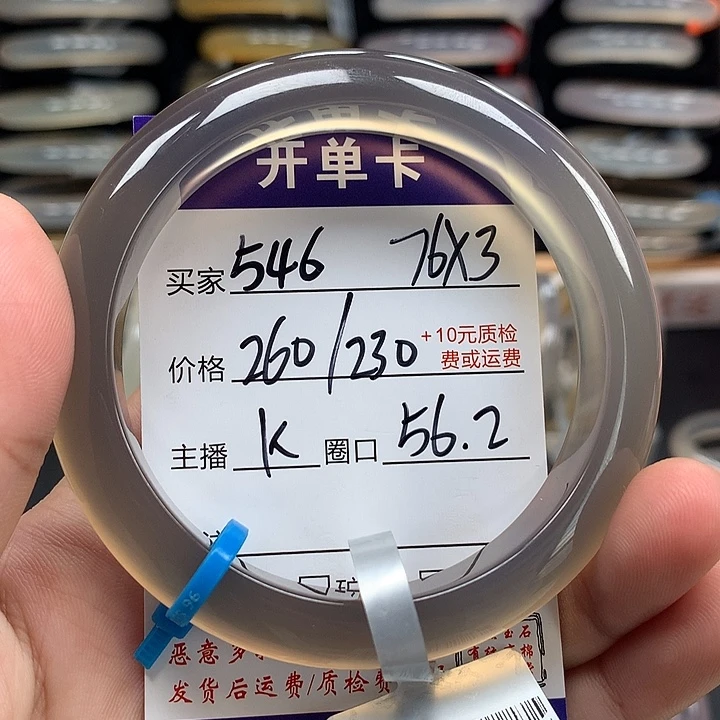 开单卡
买家 546 76X3
价格 260/230 +10元质检
费或运费
主播 K 圈口 56.2
恶意多
发货后运费/质检费